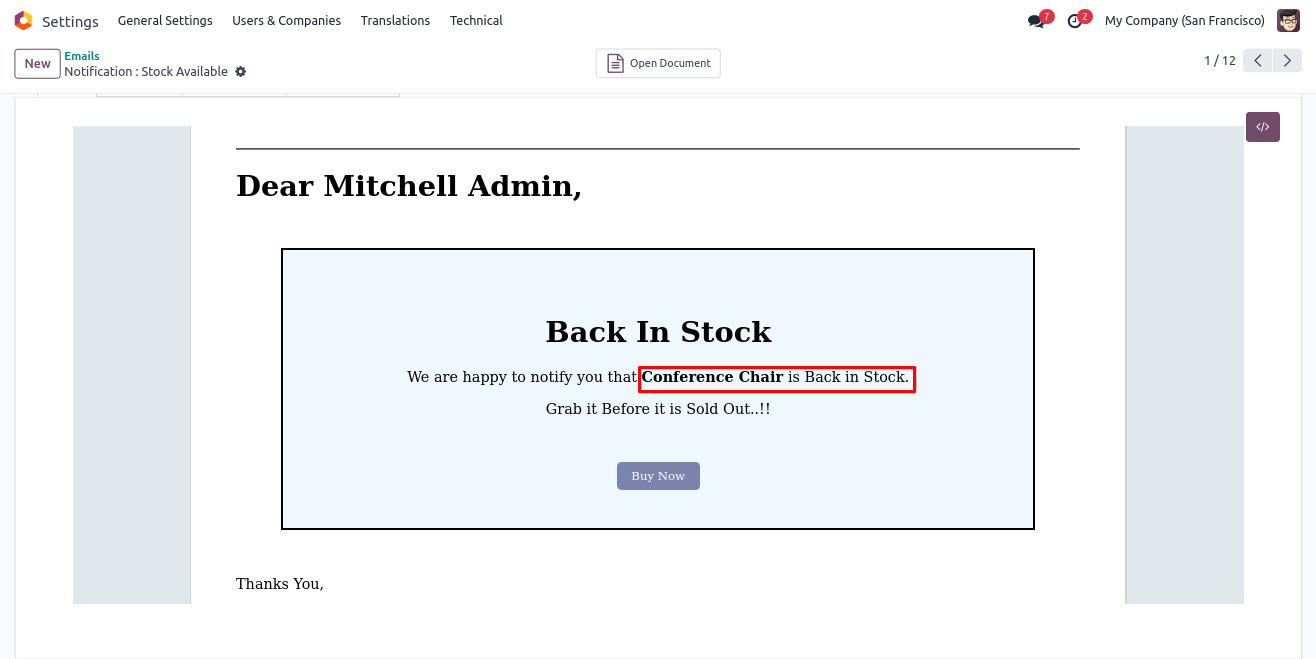 Settings General Settings Users & Companies Translations Technical 7 2 My Company (San Francisco)
New Emails
Notification : Stock Available
Open Document
1 / 12
</>
Dear Mitchell Admin,
Back In Stock
We are happy to notify you that Conference Chair is Back in Stock.
Grab it Before it is Sold Out..!!
Buy Now
Thanks You,